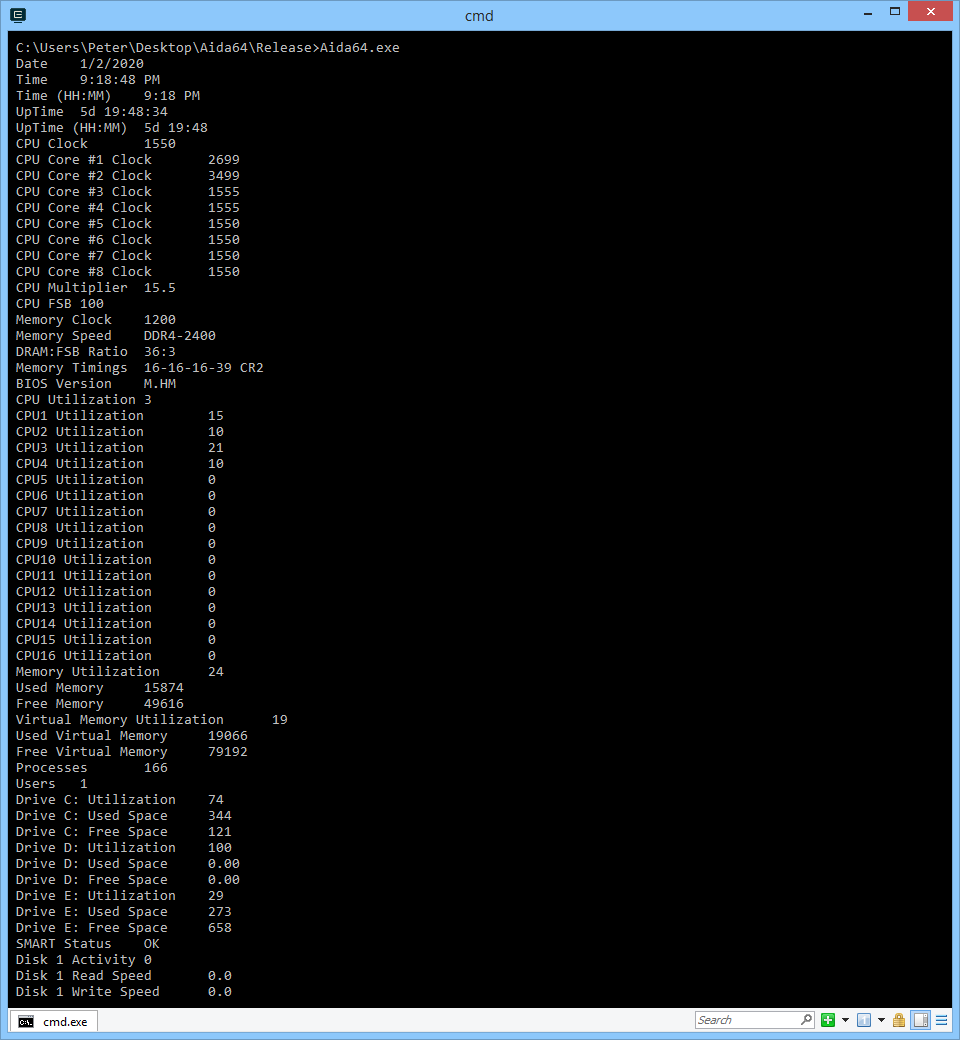 cmd
C:\Users\Peter\Desktop\Aida64\Release>Aida64.exe
Date    1/2/2020
Time    9:18:48 PM
Time (HH:MM)    9:18 PM
UpTime  5d 19:48:34
UpTime (HH:MM)  5d 19:48
CPU Clock       1550
CPU Core #1 Clock       2699
CPU Core #2 Clock       3499
CPU Core #3 Clock       1555
CPU Core #4 Clock       1555
CPU Core #5 Clock       1550
CPU Core #6 Clock       1550
CPU Core #7 Clock       1550
CPU Core #8 Clock       1550
CPU Multiplier  15.5
CPU FSB 100
Memory Clock    1200
Memory Speed    DDR4-2400
DRAM:FSB Ratio  36:3
Memory Timings  16-16-16-39 CR2
BIOS Version    M.HM
CPU Utilization 3
CPU1 Utilization        15
CPU2 Utilization        10
CPU3 Utilization        21
CPU4 Utilization        10
CPU5 Utilization        0
CPU6 Utilization        0
CPU7 Utilization        0
CPU8 Utilization        0
CPU9 Utilization        0
CPU10 Utilization       0
CPU11 Utilization       0
CPU12 Utilization       0
CPU13 Utilization       0
CPU14 Utilization       0
CPU15 Utilization       0
CPU16 Utilization       0
Memory Utilization      24
Used Memory     15874
Free Memory     49616
Virtual Memory Utilization      19
Used Virtual Memory     19066
Free Virtual Memory     79192
Processes       166
Users   1
Drive C: Utilization    74
Drive C: Used Space     344
Drive C: Free Space     121
Drive D: Utilization    100
Drive D: Used Space     0.00
Drive D: Free Space     0.00
Drive E: Utilization    29
Drive E: Used Space     273
Drive E: Free Space     658
SMART Status    OK
Disk 1 Activity 0
Disk 1 Read Speed       0.0
Disk 1 Write Speed      0.0
cmd.exe
Search